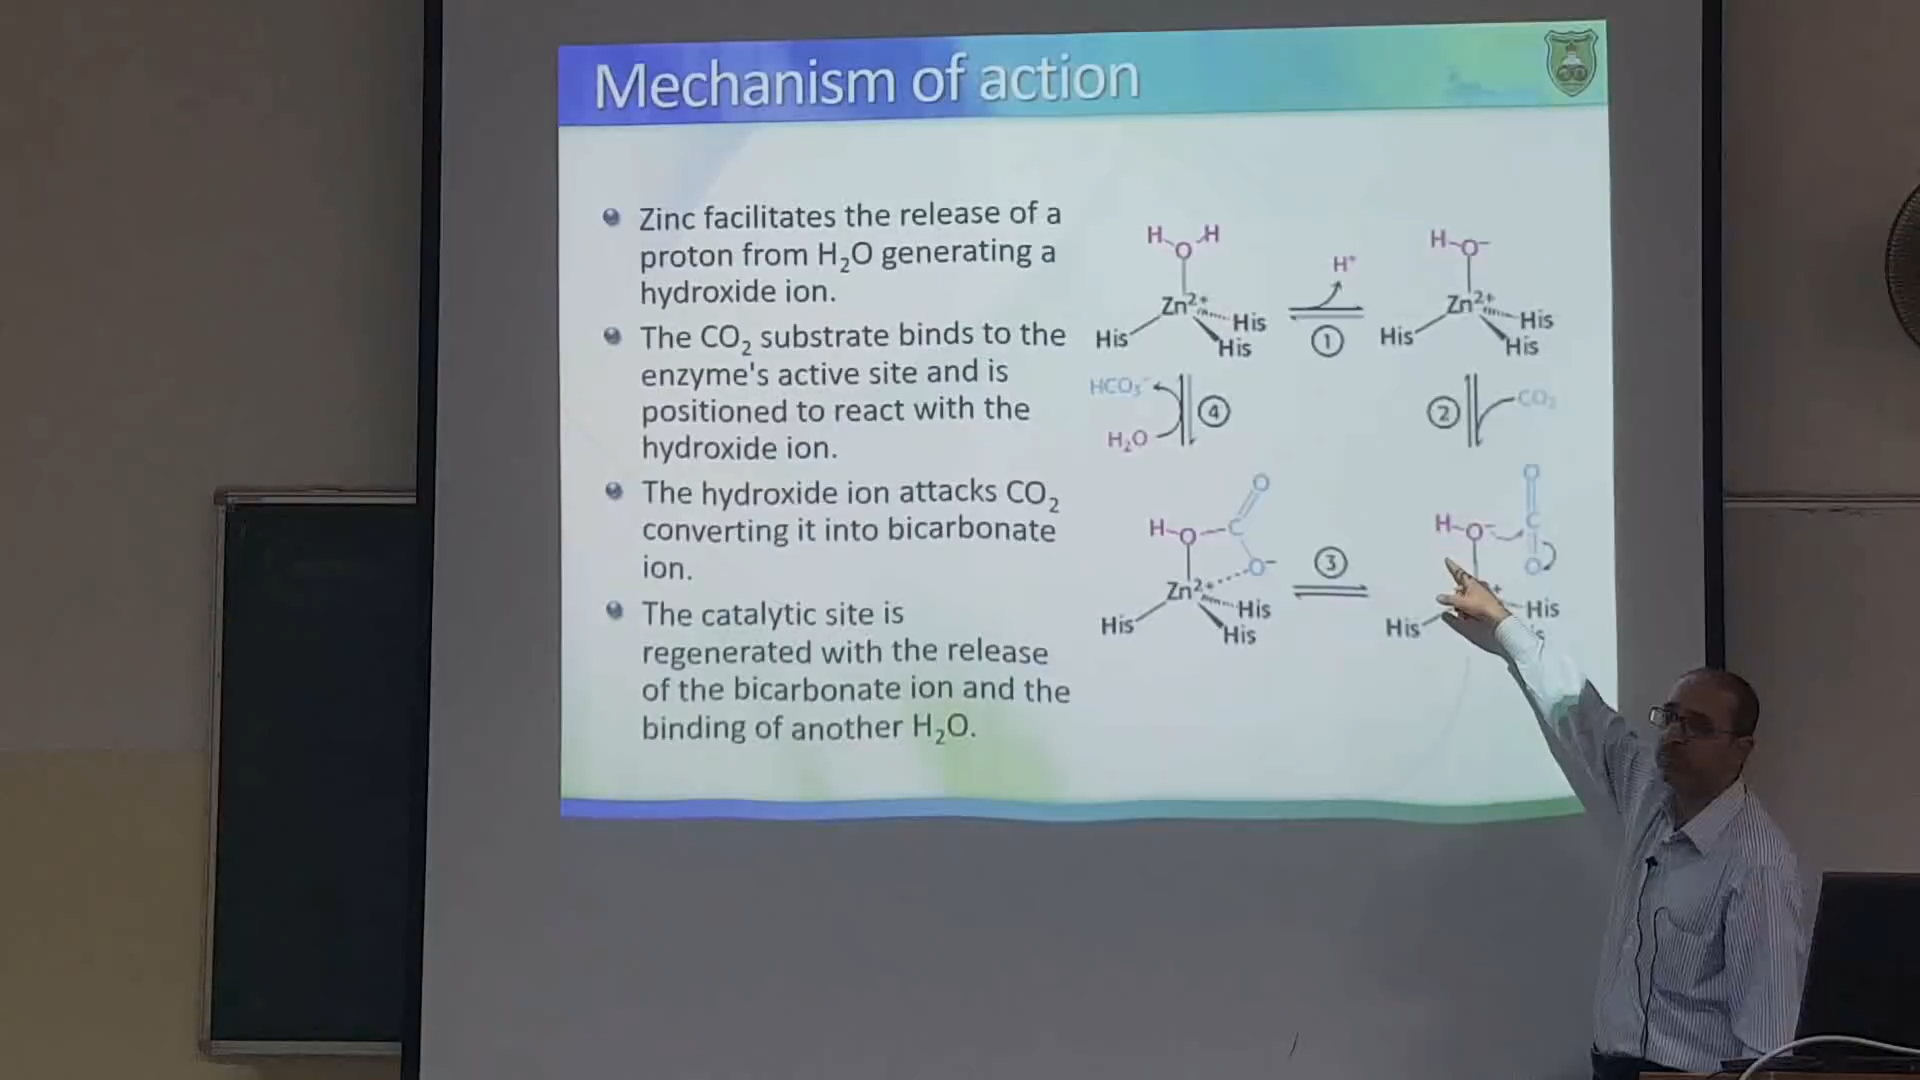 Mechanism of action
Zinc facilitates the release of a
proton from H₂O generating a
hydroxide ion.
The CO₂ substrate binds to the
enzyme's active site and is
positioned to react with the
hydroxide ion.
The hydroxide ion attacks CO₂
converting it into bicarbonate
ion.
The catalytic site is
regenerated with the release
of the bicarbonate ion and the
binding of another H₂O.
H O H
Zn²⁺
His
His
His
H⁺
①
H O⁻
Zn²⁺
His
His
His
HCO₃⁻
H₂O
④
②
CO₂
O
H O C
O⁻
Zn²⁺
His
His
His
③
O
H O⁻ C
O
His
His